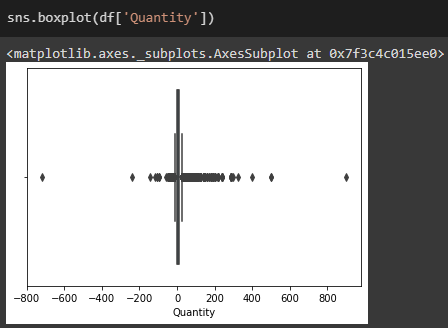 sns.boxplot(df['Quantity'])
<matplotlib.axes._subplots.AxesSubplot at 0x7f3c4c015ee0>
−800 −600 −400 −200 0 200 400 600 800
Quantity